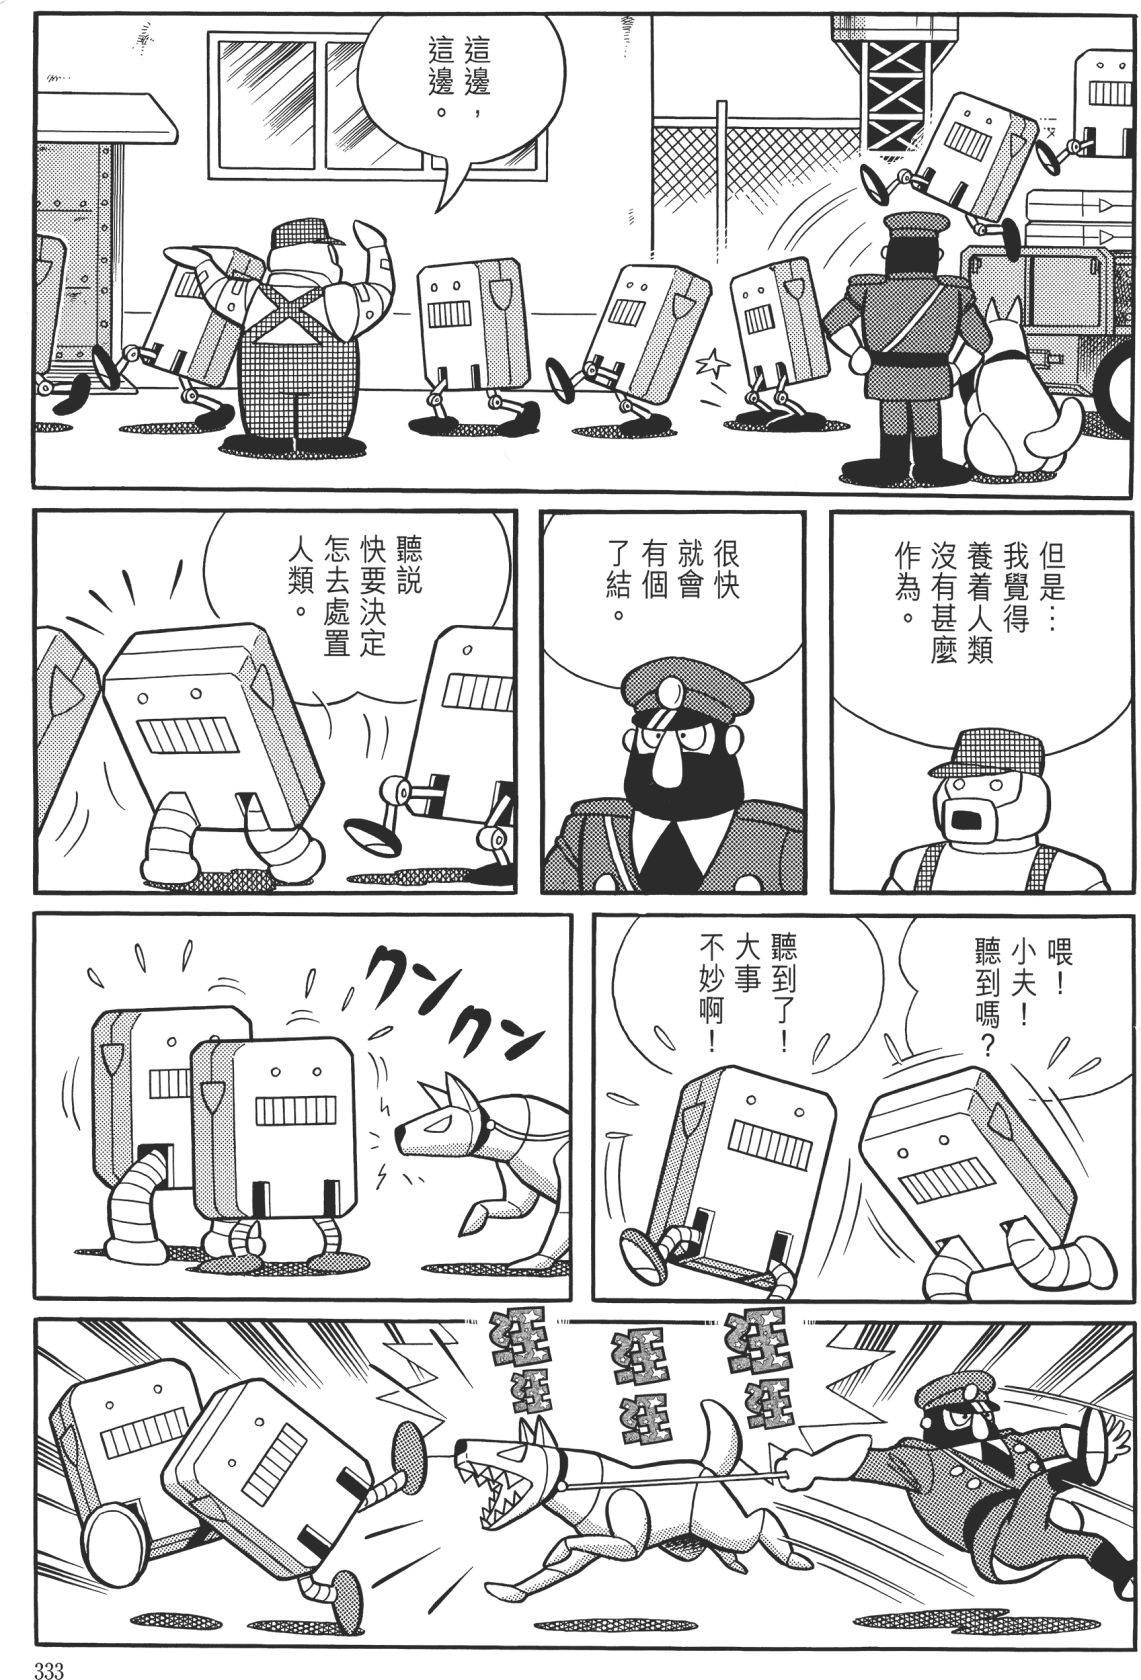 這邊，
這邊。
但是…
我覺得
養着人類
沒有甚麼
作為。
很快
就會
有個
了結。
聽説
快要決定
怎去處置
人類。
喂！
小夫！
聽到嗎？
聽到了！
大事
不妙啊！
クンクン
汪汪
汪汪
汪汪
333